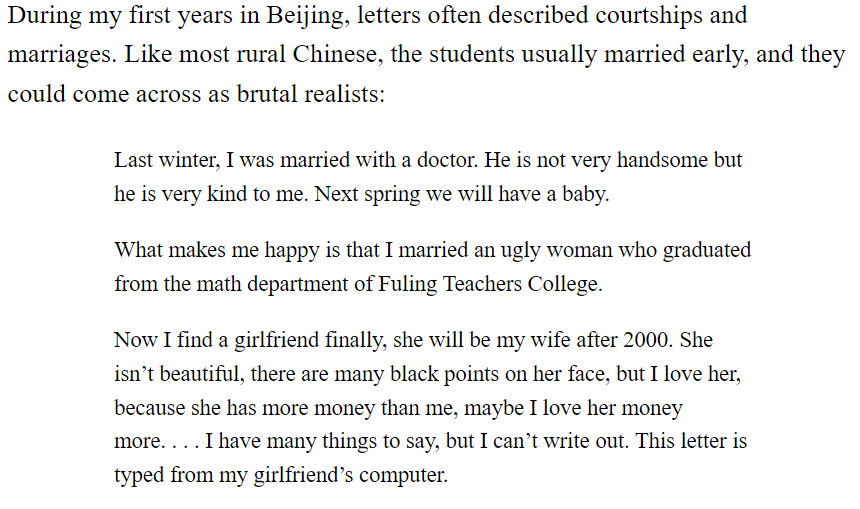 During my first years in Beijing, letters often described courtships and
marriages. Like most rural Chinese, the students usually married early, and they
could come across as brutal realists:
Last winter, I was married with a doctor. He is not very handsome but
he is very kind to me. Next spring we will have a baby.
What makes me happy is that I married an ugly woman who graduated
from the math department of Fuling Teachers College.
Now I find a girlfriend finally, she will be my wife after 2000. She
isn’t beautiful, there are many black points on her face, but I love her,
because she has more money than me, maybe I love her money
more. . . . I have many things to say, but I can’t write out. This letter is
typed from my girlfriend’s computer.